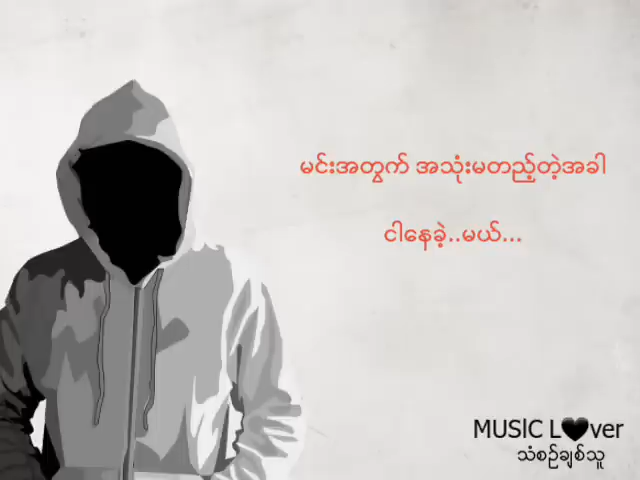 မင်းအတွက် အသုံးမတည့်တဲ့အခါ
ငါနေခဲ့..မယ်...
MUSIC L🖤ver
သံစဉ်ချစ်သူ